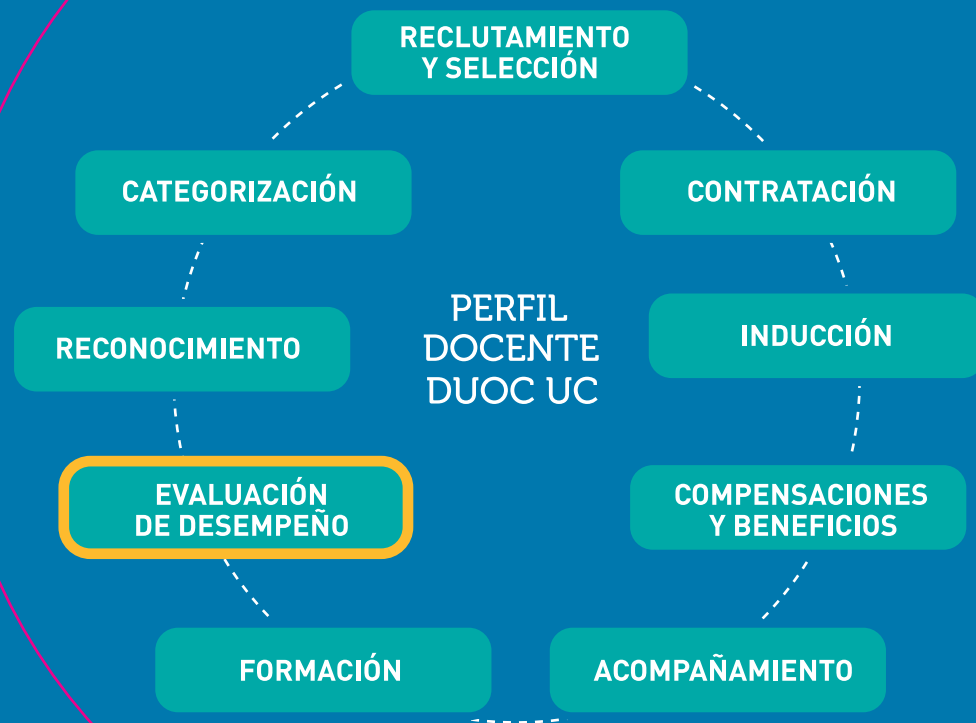 RECLUTAMIENTO
Y SELECCIÓN
CATEGORIZACIÓN
CONTRATACIÓN
PERFIL
DOCENTE
DUOC UC
RECONOCIMIENTO
INDUCCIÓN
EVALUACIÓN
DE DESEMPEÑO
COMPENSACIONES
Y BENEFICIOS
FORMACIÓN
ACOMPAÑAMIENTO